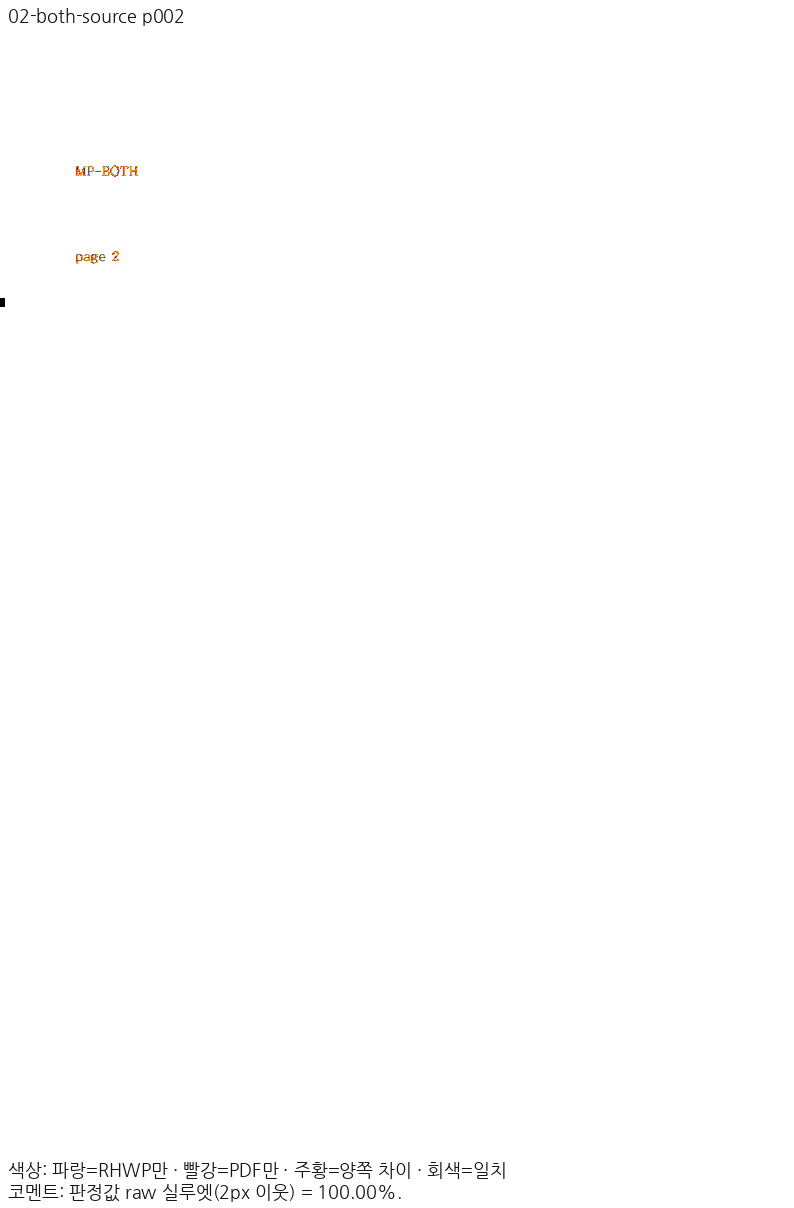 02-both-source p002
MP-BOTH
page 2
색상: 파랑=RHWP만 · 빨강=PDF만 · 주황=양쪽 차이 · 회색=일치
코멘트: 판정값 raw 실루엣(2px 이웃) = 100.00%.